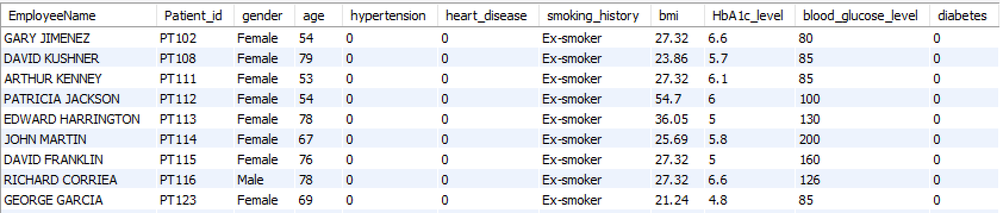 EmployeeName Patient_id gender age hypertension heart_disease smoking_history bmi HbA1c_level blood_glucose_level diabetes
GARY JIMENEZ PT102 Female 54 0 0 Ex-smoker 27.32 6.6 80 0
DAVID KUSHNER PT108 Female 79 0 0 Ex-smoker 23.86 5.7 85 0
ARTHUR KENNEY PT111 Female 53 0 0 Ex-smoker 27.32 6.1 85 0
PATRICIA JACKSON PT112 Female 54 0 0 Ex-smoker 54.7 6 100 0
EDWARD HARRINGTON PT113 Female 78 0 0 Ex-smoker 36.05 5 130 0
JOHN MARTIN PT114 Female 67 0 0 Ex-smoker 25.69 5.8 200 0
DAVID FRANKLIN PT115 Female 76 0 0 Ex-smoker 27.32 5 160 0
RICHARD CORRIEA PT116 Male 78 0 0 Ex-smoker 27.32 6.6 126 0
GEORGE GARCIA PT123 Female 69 0 0 Ex-smoker 21.24 4.8 85 0